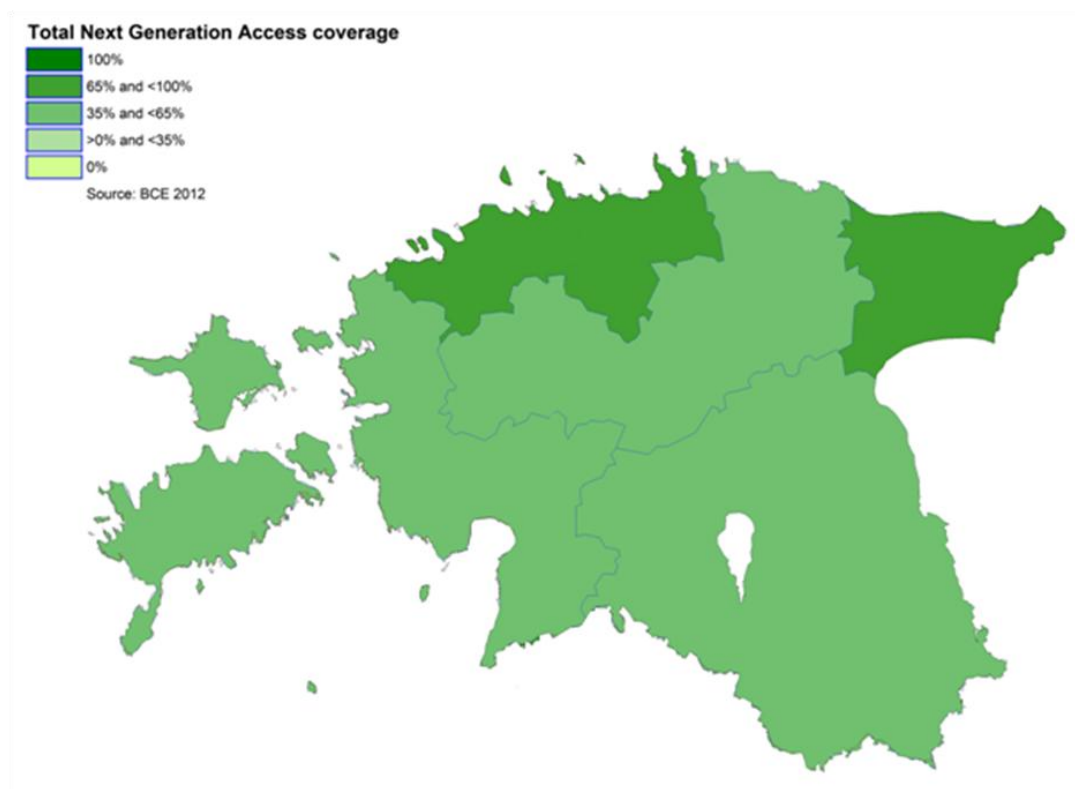 Total Next Generation Access coverage
100%
65% and <100%
35% and <65%
>0% and <35%
0%
Source: BCE 2012